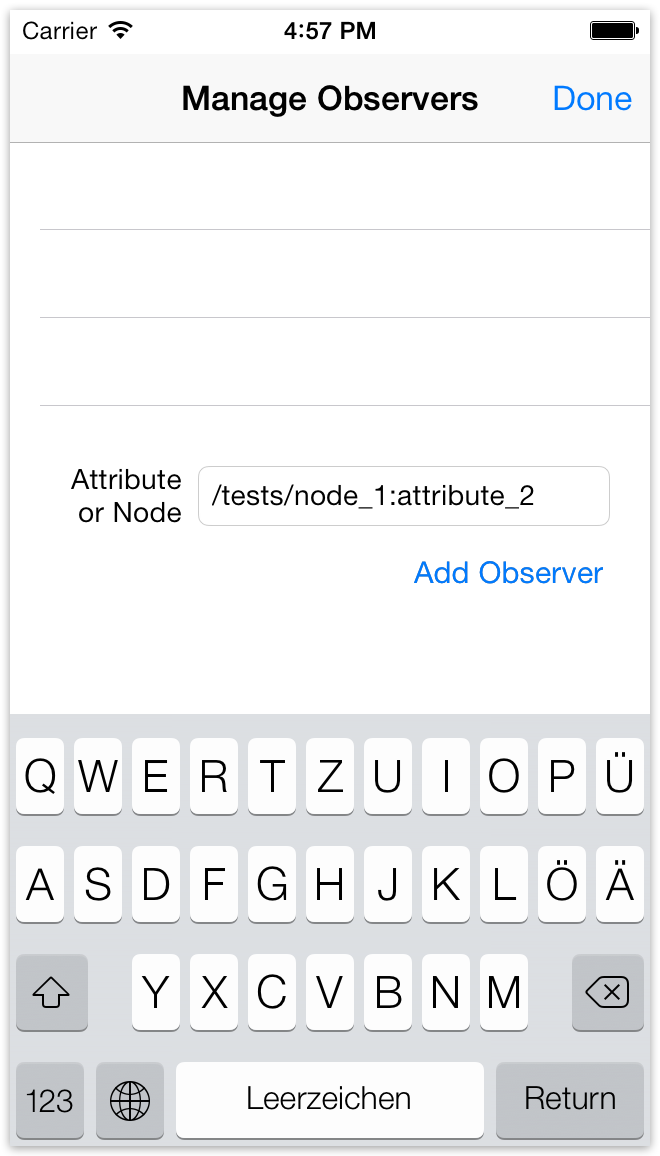 Carrier 4:57 PM
Manage Observers Done
Attribute
or Node
/tests/node_1:attribute_2
Add Observer
Q W E R T Z U I O P Ü
A S D F G H J K L Ö Ä
Y X C V B N M
123 Leerzeichen Return